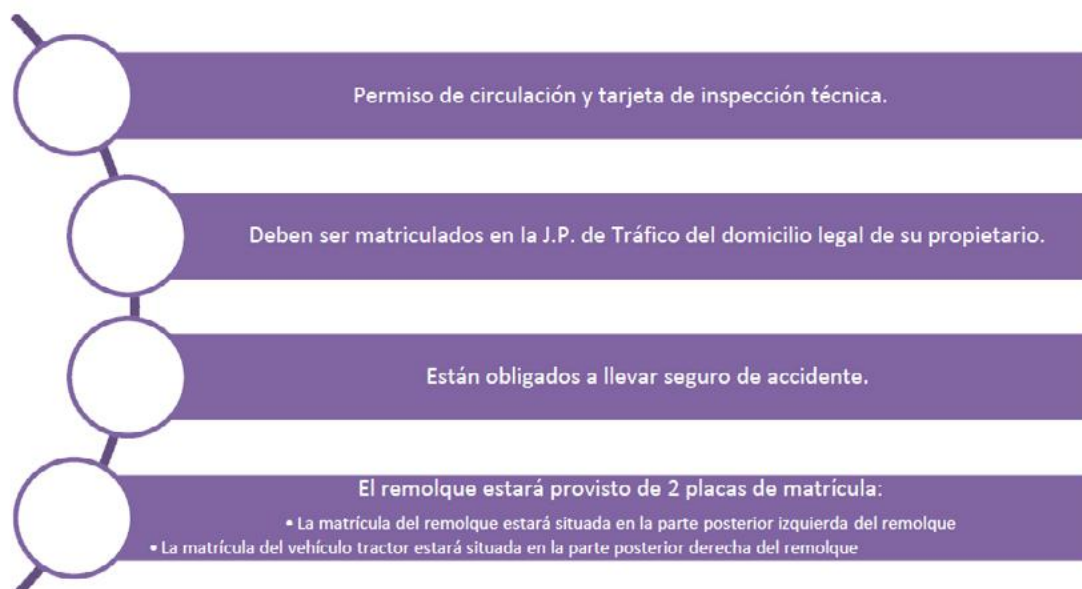 Permiso de circulación y tarjeta de inspección técnica.
Deben ser matriculados en la J.P. de Tráfico del domicilio legal de su propietario.
Están obligados a llevar seguro de accidente.
El remolque estará provisto de 2 placas de matrícula:
• La matrícula del remolque estará situada en la parte posterior izquierda del remolque
• La matrícula del vehículo tractor estará situada en la parte posterior derecha del remolque